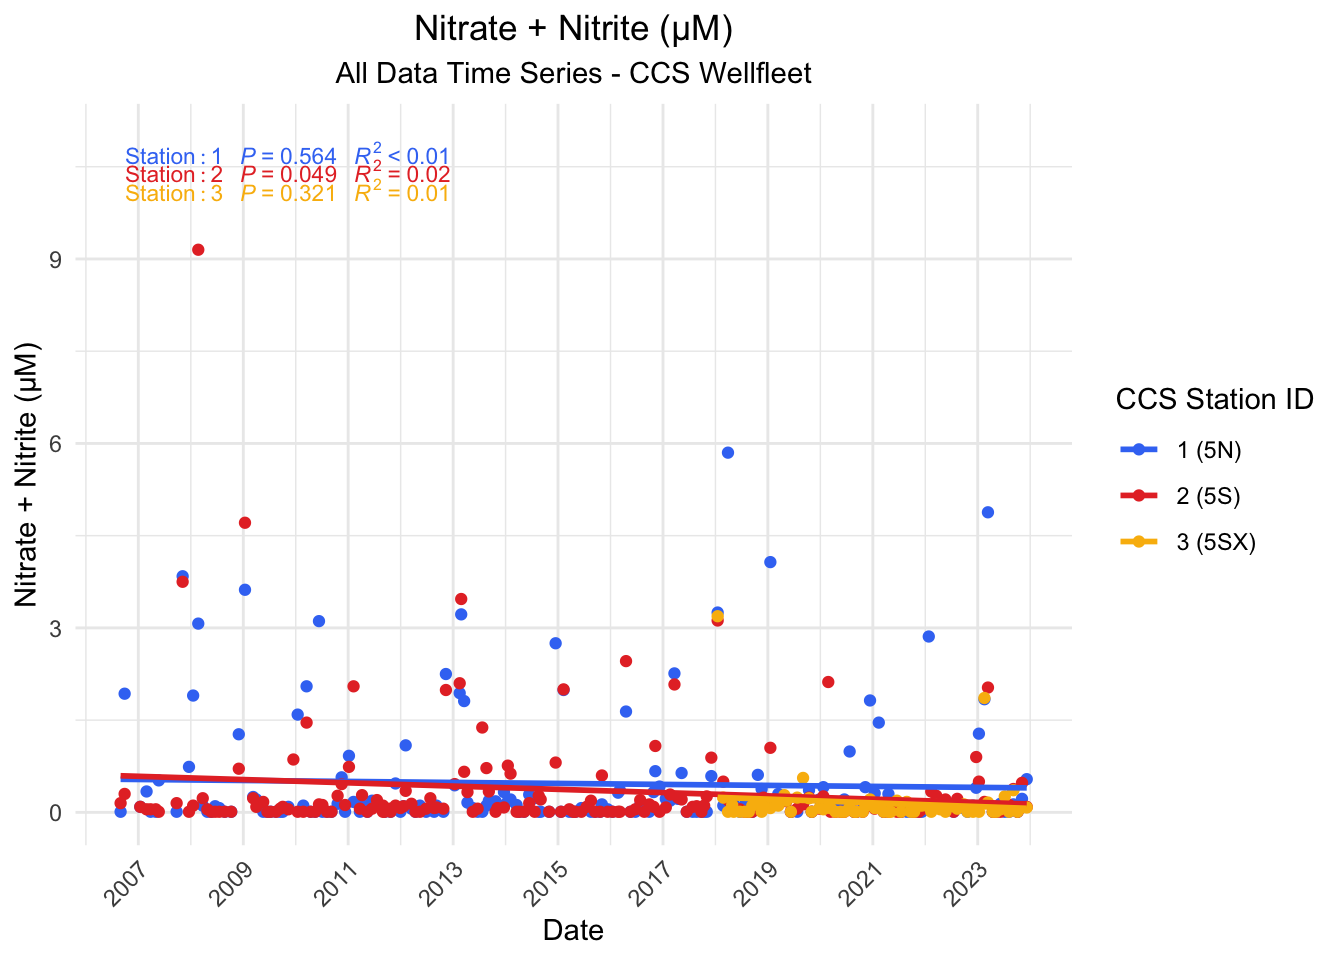 Nitrate + Nitrite (µM)
All Data Time Series - CCS Wellfleet
Station : 1 P = 0.564 R² < 0.01
Station : 2 P = 0.049 R² = 0.02
Station : 3 P = 0.321 R² = 0.01
Nitrate + Nitrite (µM)
9
6
3
0
2007
2009
2011
2013
2015
2017
2019
2021
2023
Date
CCS Station ID
1 (5N)
2 (5S)
3 (5SX)